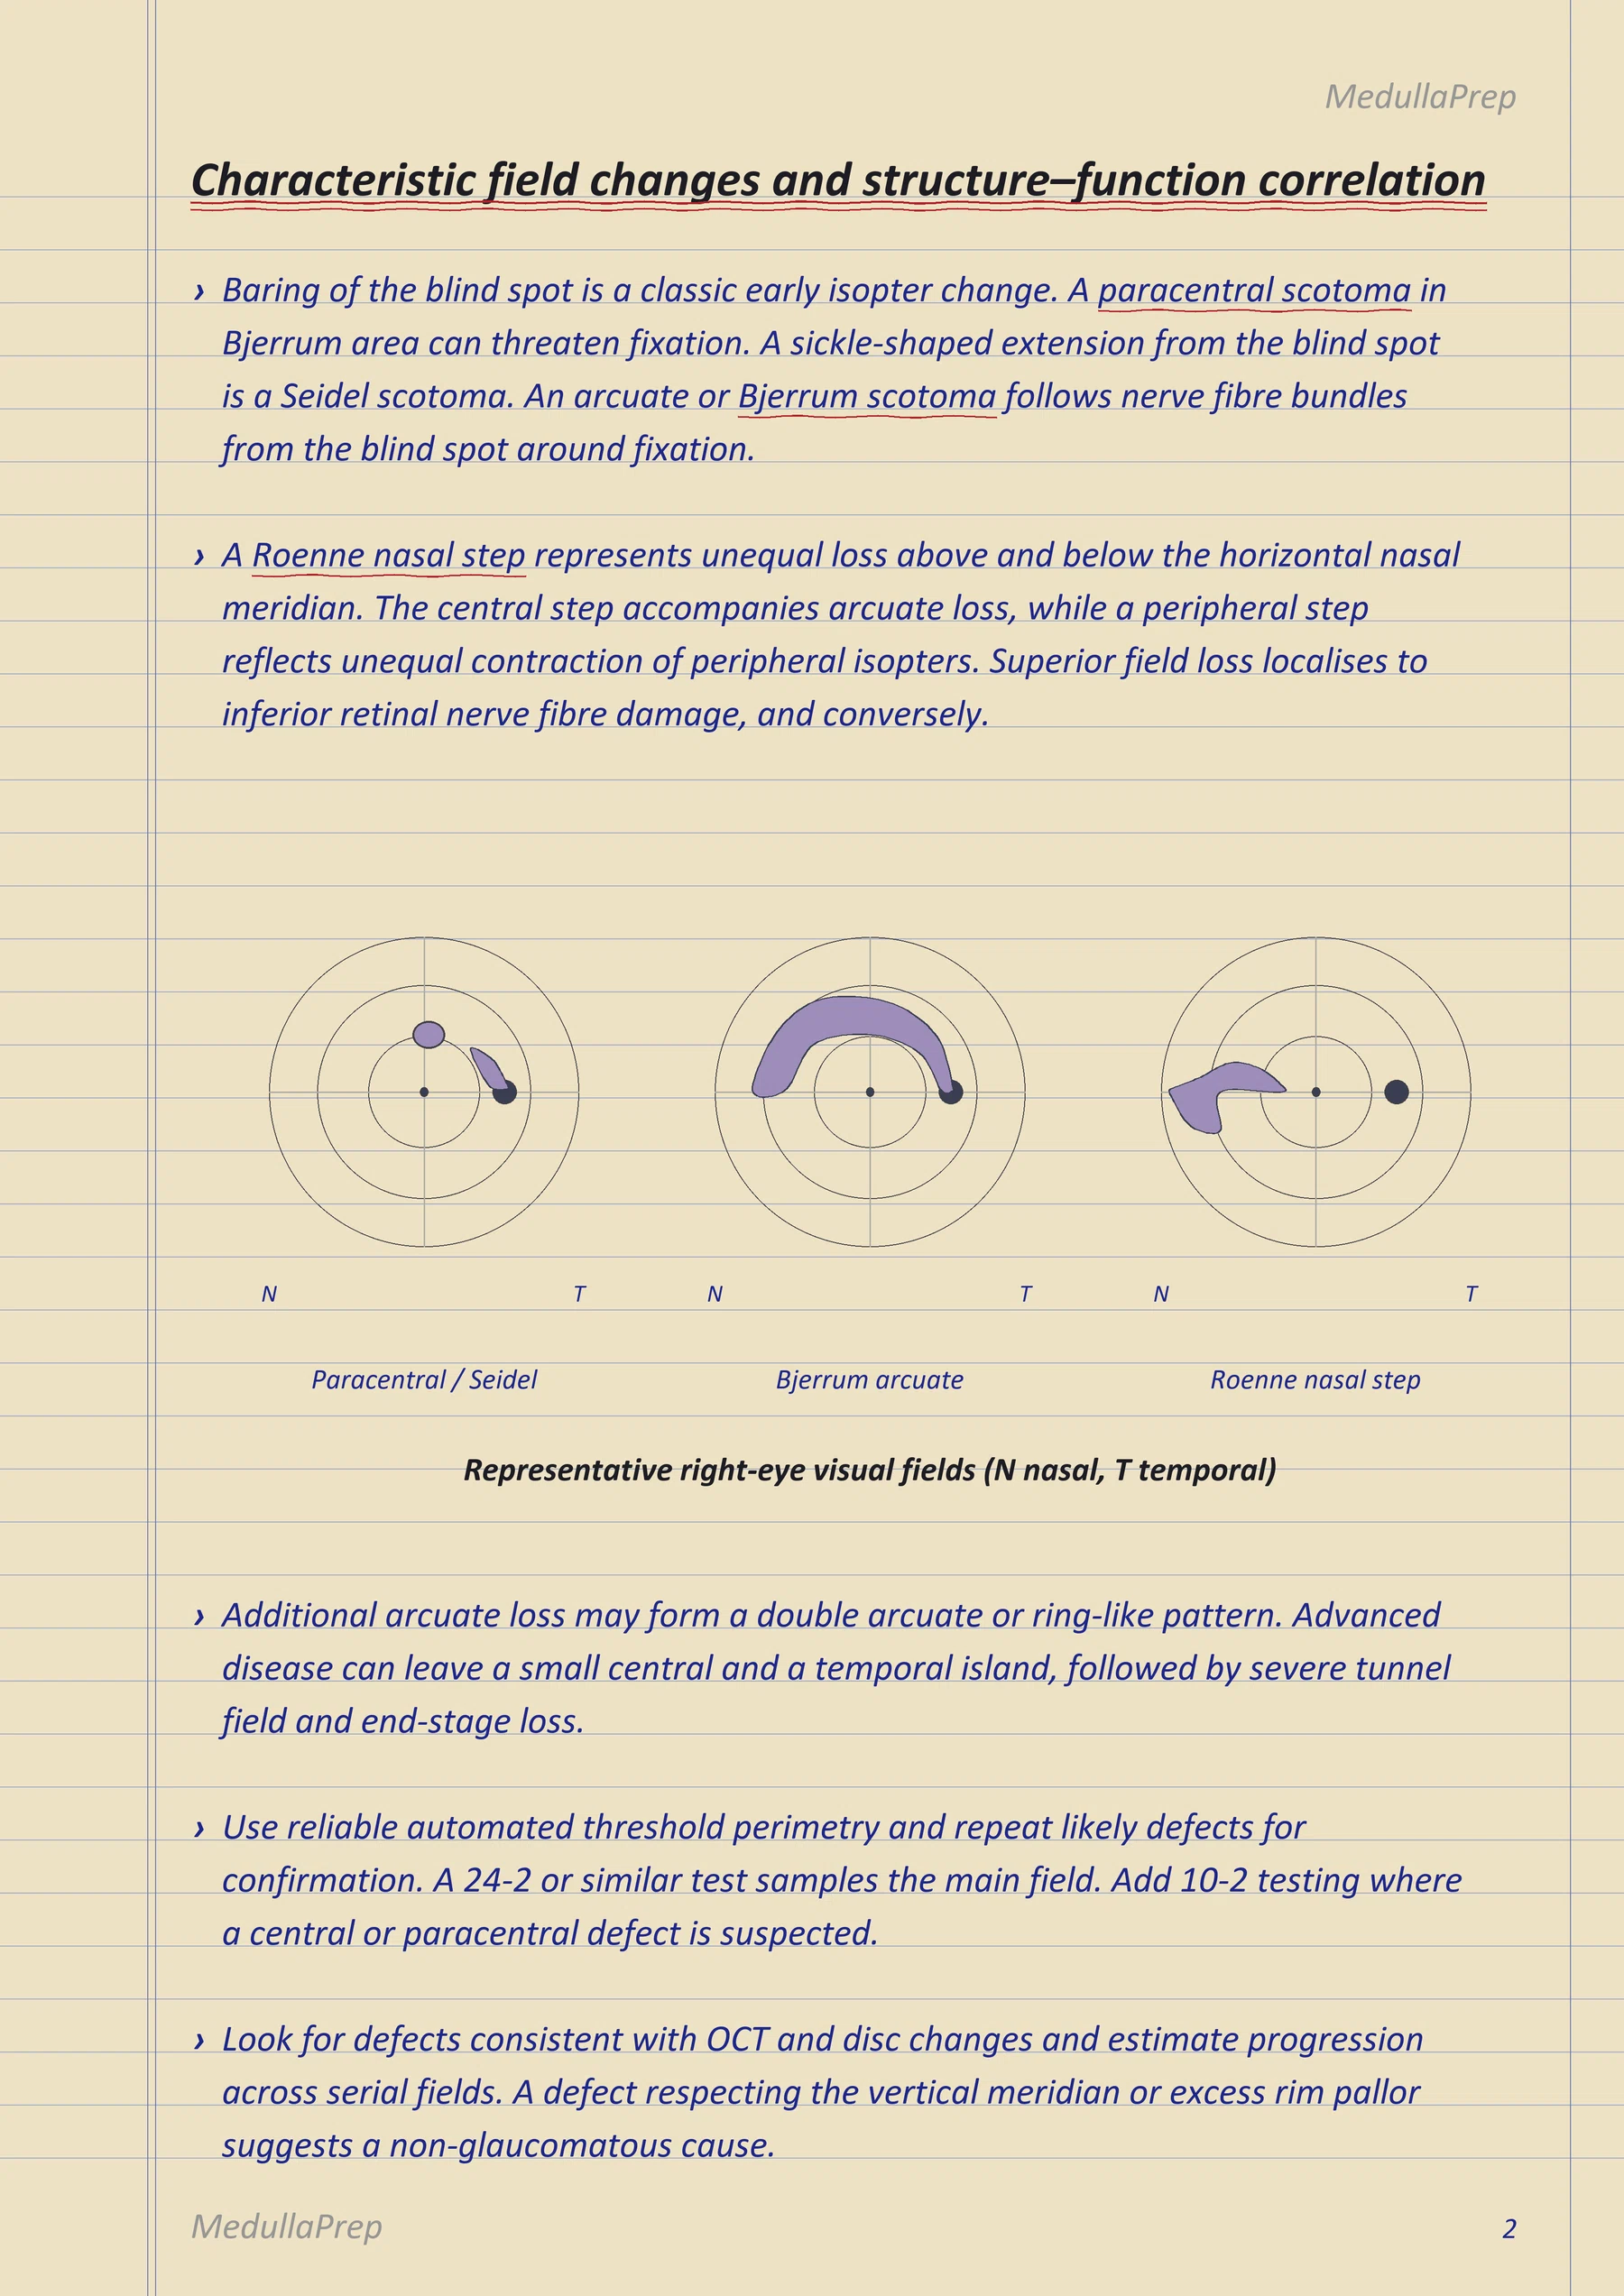 MedullaPrep
Characteristic field changes and structure–function correlation
› Baring of the blind spot is a classic early isopter change. A paracentral scotoma in
Bjerrum area can threaten fixation. A sickle-shaped extension from the blind spot
is a Seidel scotoma. An arcuate or Bjerrum scotoma follows nerve fibre bundles
from the blind spot around fixation.
› A Roenne nasal step represents unequal loss above and below the horizontal nasal
meridian. The central step accompanies arcuate loss, while a peripheral step
reflects unequal contraction of peripheral isopters. Superior field loss localises to
inferior retinal nerve fibre damage, and conversely.
N T N T N T
Paracentral / Seidel Bjerrum arcuate Roenne nasal step
Representative right-eye visual fields (N nasal, T temporal)
› Additional arcuate loss may form a double arcuate or ring-like pattern. Advanced
disease can leave a small central and a temporal island, followed by severe tunnel
field and end-stage loss.
› Use reliable automated threshold perimetry and repeat likely defects for
confirmation. A 24-2 or similar test samples the main field. Add 10-2 testing where
a central or paracentral defect is suspected.
› Look for defects consistent with OCT and disc changes and estimate progression
across serial fields. A defect respecting the vertical meridian or excess rim pallor
suggests a non-glaucomatous cause.
MedullaPrep 2